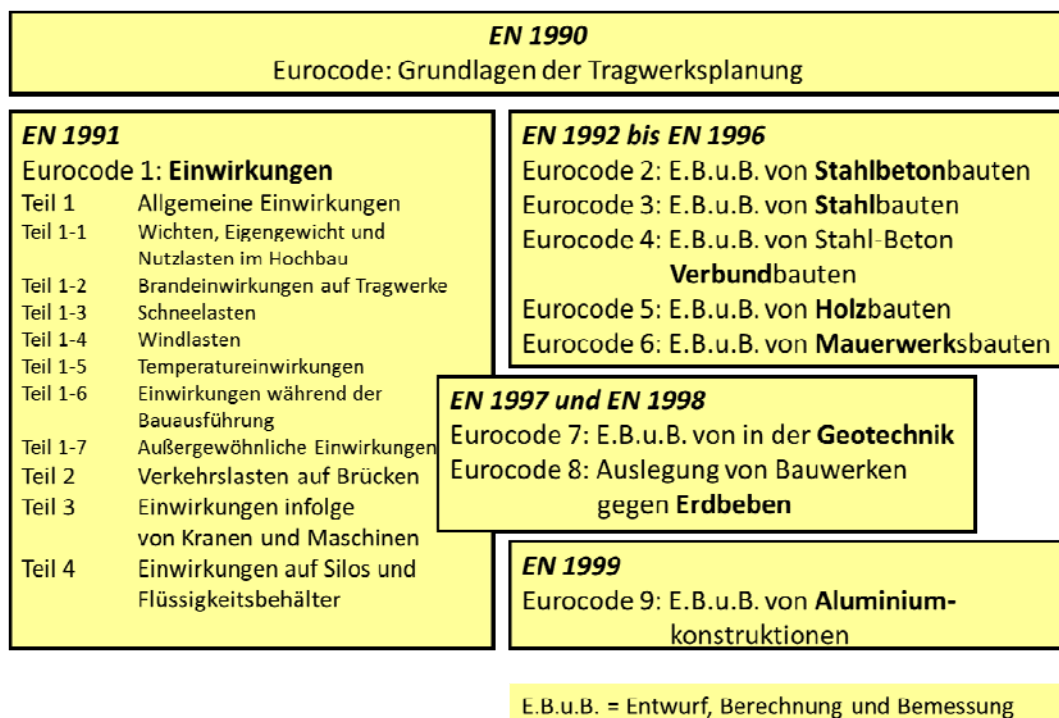 EN 1990
Eurocode: Grundlagen der Tragwerksplanung
EN 1991
Eurocode 1: Einwirkungen
Teil 1 Allgemeine Einwirkungen
Teil 1-1 Wichten, Eigengewicht und
Nutzlasten im Hochbau
Teil 1-2 Brandeinwirkungen auf Tragwerke
Teil 1-3 Schneelasten
Teil 1-4 Windlasten
Teil 1-5 Temperatureinwirkungen
Teil 1-6 Einwirkungen während der
Bauausführung
Teil 1-7 Außergewöhnliche Einwirkungen
Teil 2 Verkehrslasten auf Brücken
Teil 3 Einwirkungen infolge
von Kranen und Maschinen
Teil 4 Einwirkungen auf Silos und
Flüssigkeitsbehälter
EN 1992 bis EN 1996
Eurocode 2: E.B.u.B. von Stahlbetonbauten
Eurocode 3: E.B.u.B. von Stahlbauten
Eurocode 4: E.B.u.B. von Stahl-Beton
Verbundbauten
Eurocode 5: E.B.u.B. von Holzbauten
Eurocode 6: E.B.u.B. von Mauerwerksbauten
EN 1997 und EN 1998
Eurocode 7: E.B.u.B. von in der Geotechnik
Eurocode 8: Auslegung von Bauwerken
gegen Erdbeben
EN 1999
Eurocode 9: E.B.u.B. von Aluminium-
konstruktionen
E.B.u.B. = Entwurf, Berechnung und Bemessung